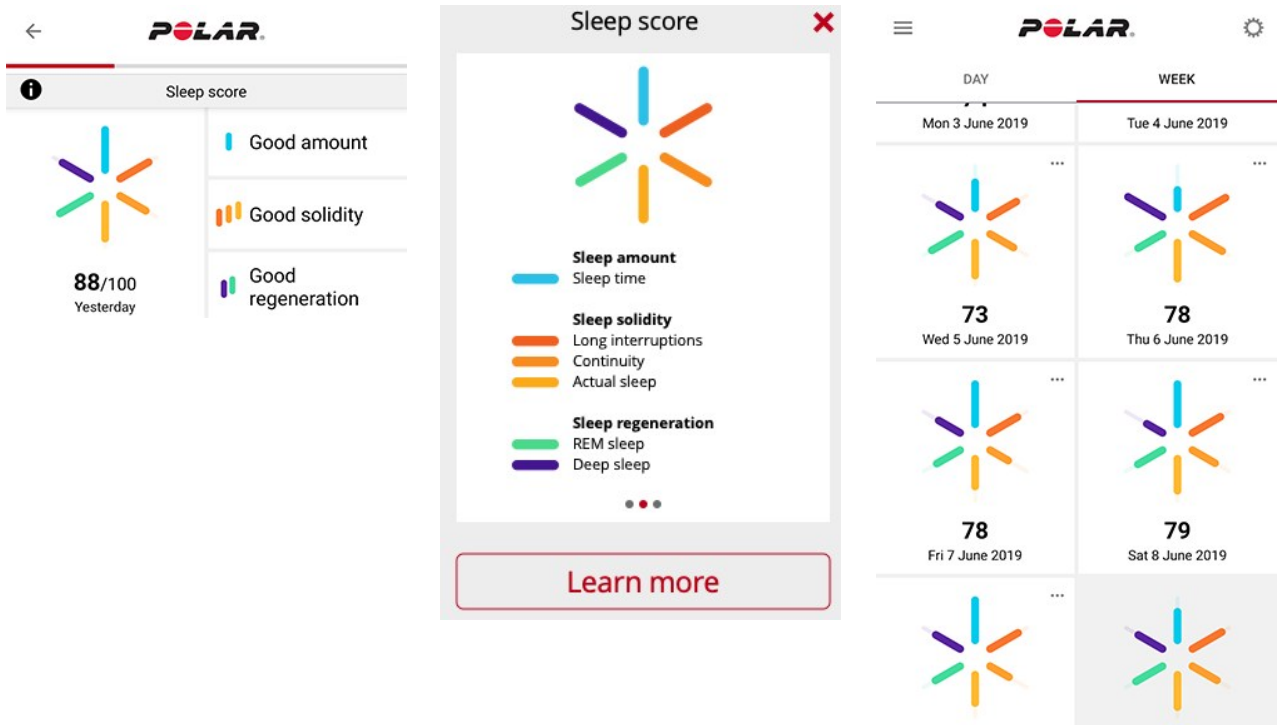 POLAR
Sleep score
Good amount
Good solidity
Good
regeneration
88/100
Yesterday
Sleep score
Sleep amount
Sleep time
Sleep solidity
Long interruptions
Continuity
Actual sleep
Sleep regeneration
REM sleep
Deep sleep
Learn more
POLAR
DAY
WEEK
Mon 3 June 2019
Tue 4 June 2019
73
Wed 5 June 2019
78
Thu 6 June 2019
78
Fri 7 June 2019
79
Sat 8 June 2019